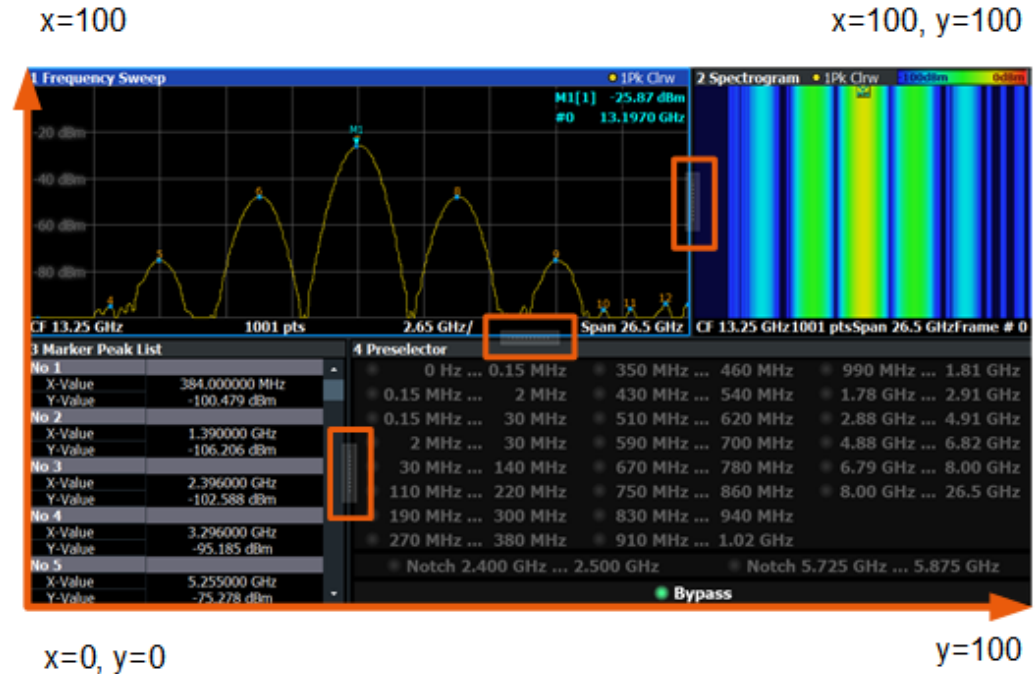 x=100
x=100, y=100
1 Frequency Sweep
1Pk Clrw
M1[1] -25.87 dBm
#0 13.1970 GHz
-20 dBm
-40 dBm
-60 dBm
-80 dBm
M1
4
5
6
8
9
10
11
12
CF 13.25 GHz 1001 pts 2.65 GHz/ Span 26.5 GHz
2 Spectrogram 1Pk Clrw -100dBm 0dBm
CF 13.25 GHz 1001 pts Span 26.5 GHz Frame # 0
3 Marker Peak List
No 1
X-Value 384.000000 MHz
Y-Value -100.479 dBm
No 2
X-Value 1.390000 GHz
Y-Value -106.206 dBm
No 3
X-Value 2.396000 GHz
Y-Value -102.588 dBm
No 4
X-Value 3.296000 GHz
Y-Value -95.185 dBm
No 5
X-Value 5.255000 GHz
Y-Value -75.278 dBm
4 Preselector
0 Hz ... 0.15 MHz 350 MHz ... 460 MHz 990 MHz ... 1.81 GHz
0.15 MHz ... 2 MHz 430 MHz ... 540 MHz 1.78 GHz ... 2.91 GHz
0.15 MHz ... 30 MHz 510 MHz ... 620 MHz 2.88 GHz ... 4.91 GHz
2 MHz ... 30 MHz 590 MHz ... 700 MHz 4.88 GHz ... 6.82 GHz
30 MHz ... 140 MHz 670 MHz ... 780 MHz 6.79 GHz ... 8.00 GHz
110 MHz ... 220 MHz 750 MHz ... 860 MHz 8.00 GHz ... 26.5 GHz
190 MHz ... 300 MHz 830 MHz ... 940 MHz
270 MHz ... 380 MHz 910 MHz ... 1.02 GHz
Notch 2.400 GHz ... 2.500 GHz Notch 5.725 GHz ... 5.875 GHz
Bypass
x=0, y=0
y=100